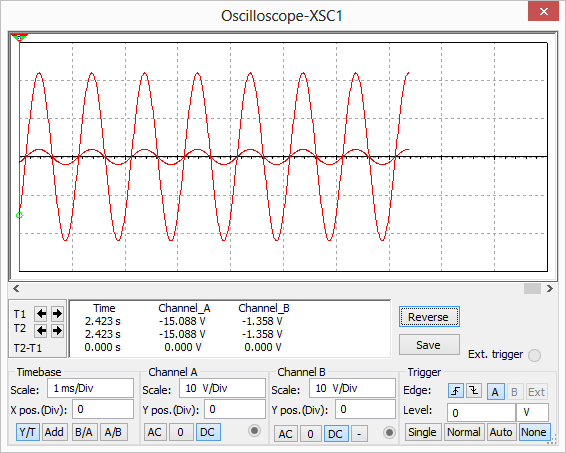 Oscilloscope-XSC1
Time Channel_A Channel_B
T1 2.423 s -15.088 V -1.358 V
T2 2.423 s -15.088 V -1.358 V
T2-T1 0.000 s 0.000 V 0.000 V
Reverse
Save
Ext. trigger
Timebase
Scale: 1 ms/Div
X pos.(Div): 0
Y/T Add B/A A/B
Channel A
Scale: 10 V/Div
Y pos.(Div): 0
AC 0 DC
Channel B
Scale: 10 V/Div
Y pos.(Div): 0
AC 0 DC -
Trigger
Edge: A B Ext
Level: 0 V
Single Normal Auto None